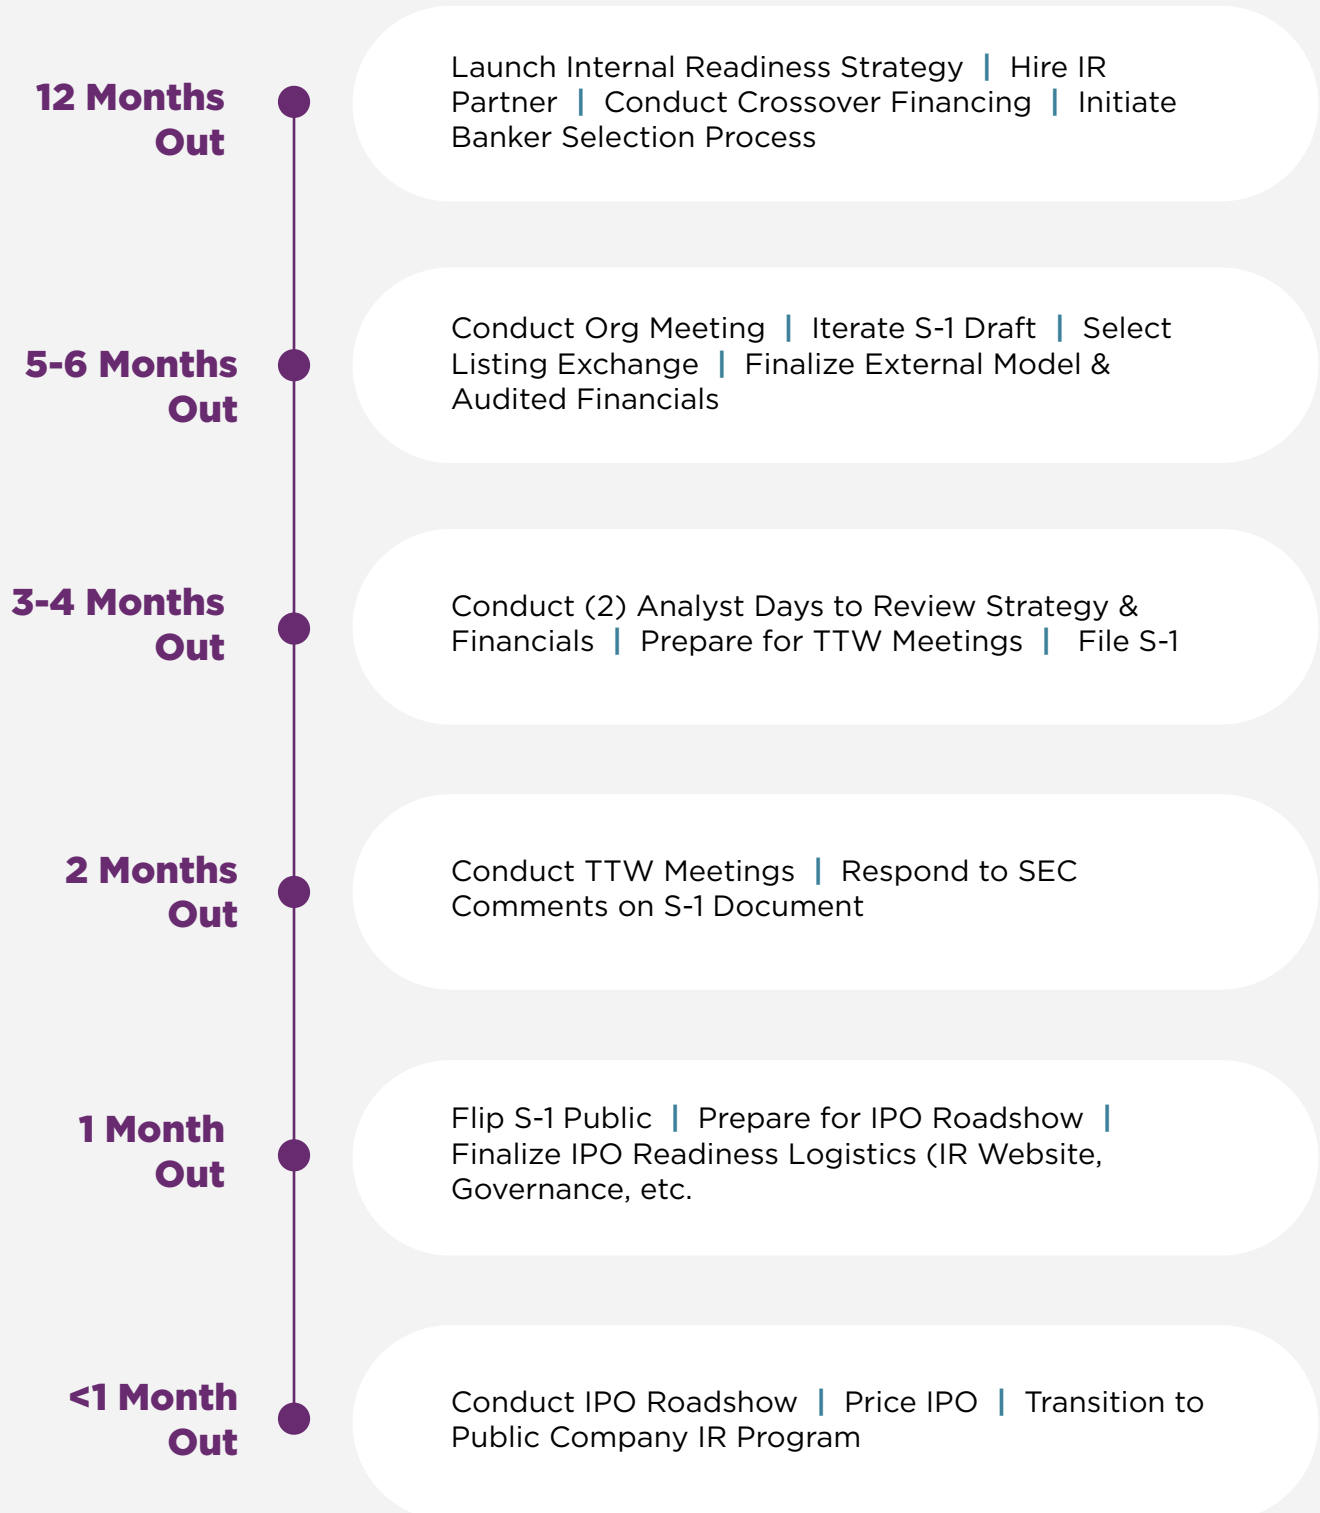 12 Months
Out
Launch Internal Readiness Strategy | Hire IR
Partner | Conduct Crossover Financing | Initiate
Banker Selection Process
5-6 Months
Out
Conduct Org Meeting | Iterate S-1 Draft | Select
Listing Exchange | Finalize External Model &
Audited Financials
3-4 Months
Out
Conduct (2) Analyst Days to Review Strategy &
Financials | Prepare for TTW Meetings | File S-1
2 Months
Out
Conduct TTW Meetings | Respond to SEC
Comments on S-1 Document
1 Month
Out
Flip S-1 Public | Prepare for IPO Roadshow |
Finalize IPO Readiness Logistics (IR Website,
Governance, etc.
<1 Month
Out
Conduct IPO Roadshow | Price IPO | Transition to
Public Company IR Program